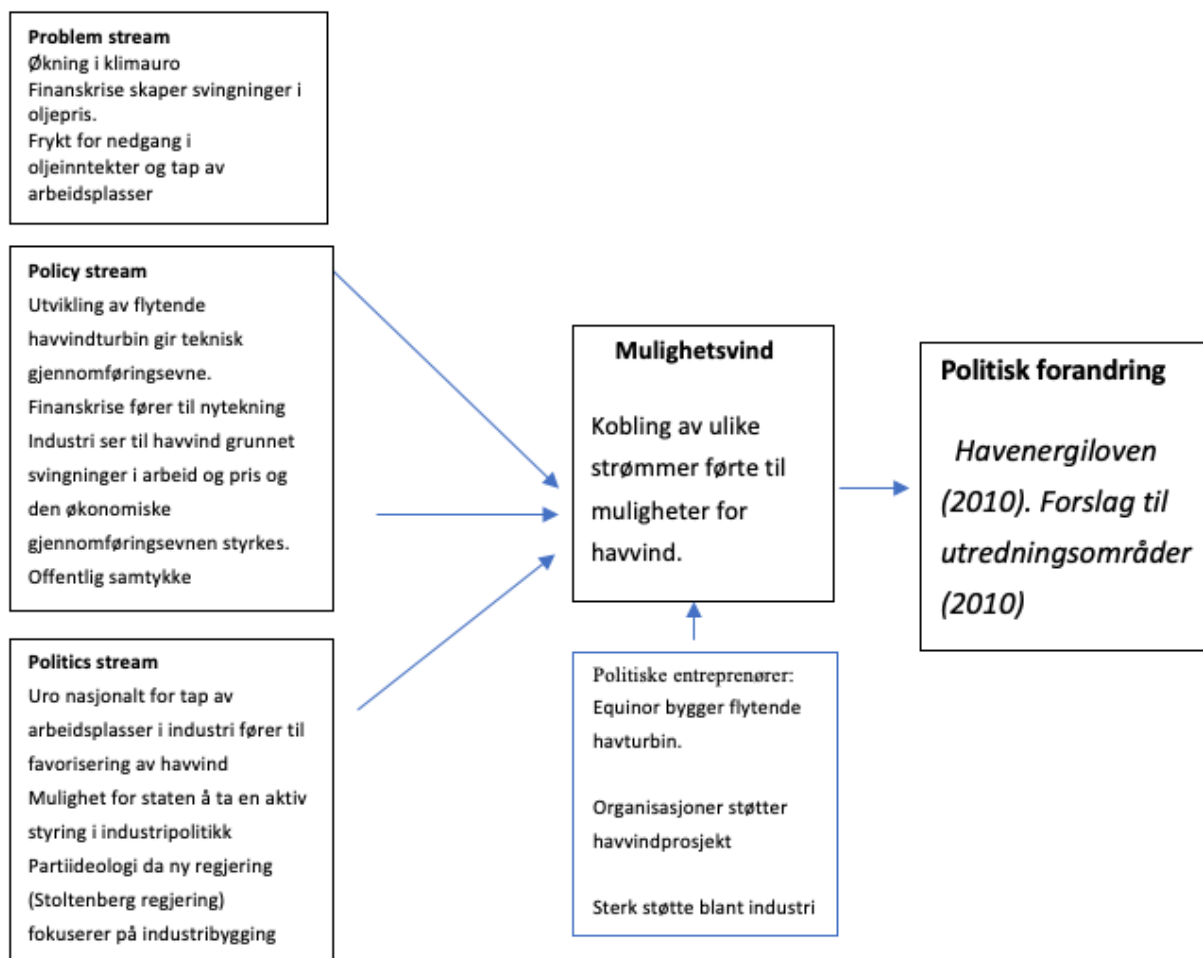 Problem stream
Økning i klimauro
Finanskrise skaper svingninger i
oljepris.
Frykt for nedgang i
oljeinntekter og tap av
arbeidsplasser
Policy stream
Utvikling av flytende
havvindturbin gir teknisk
gjennomføringsevne.
Finanskrise fører til nytekning
Industri ser til havvind grunnet
svingninger i arbeid og pris og
den økonomiske
gjennomføringsevnen styrkes.
Offentlig samtykke
Politics stream
Uro nasjonalt for tap av
arbeidsplasser i industri fører til
favorisering av havvind
Mulighet for staten å ta en aktiv
styring i industripolitikk
Partiideologi da ny regjering
(Stoltenberg regjering)
fokuserer på industribygging
Mulighetsvind
Kobling av ulike
strømmer førte til
muligheter for
havvind.
Politiske entreprenører:
Equinor bygger flytende
havturbin.
Organisasjoner støtter
havvindprosjekt
Sterk støtte blant industri
Politisk forandring
Havenergiloven
(2010). Forslag til
utredningsområder
(2010)